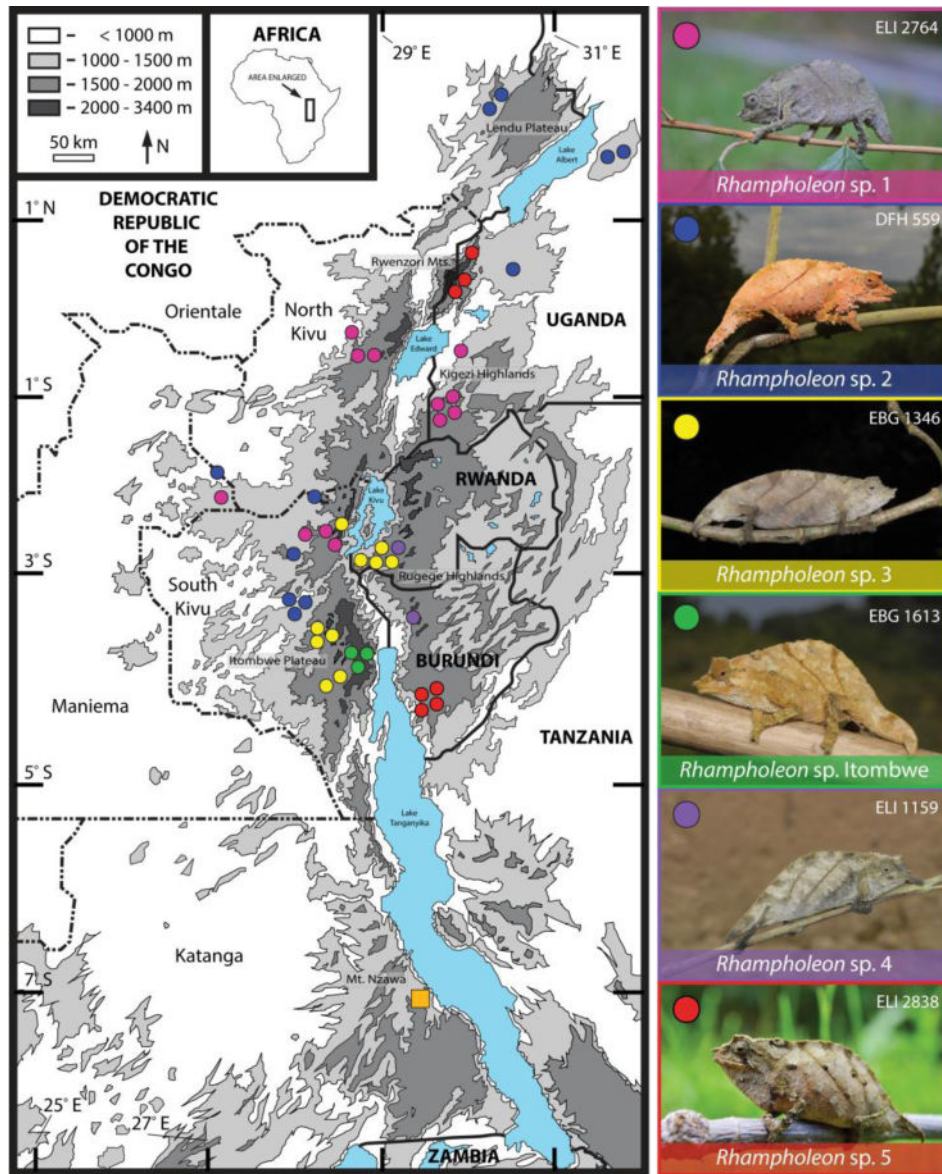 < 1000 m
1000 - 1500 m
1500 - 2000 m
2000 - 3400 m
50 km
N
AFRICA
AREA ENLARGED
29° E
31° E
Lendu Plateau
Lake
Albert
DEMOCRATIC
REPUBLIC
OF THE
CONGO
1° N
Rwenzori Mts.
Orientale
North
Kivu
UGANDA
Lake
Edward
Kigezi Highlands
1° S
RWANDA
Lake
Kivu
3° S
Rugege Highlands
South
Kivu
Itombwe Plateau
BURUNDI
Maniema
TANZANIA
5° S
Lake
Tanganyika
Katanga
7° S
Mt. Nzawa
25° E
27° E
ZAMBIA
ELI 2764
Rhampholeon sp. 1
DFH 559
Rhampholeon sp. 2
EBG 1346
Rhampholeon sp. 3
EBG 1613
Rhampholeon sp. Itombwe
ELI 1159
Rhampholeon sp. 4
ELI 2838
Rhampholeon sp. 5